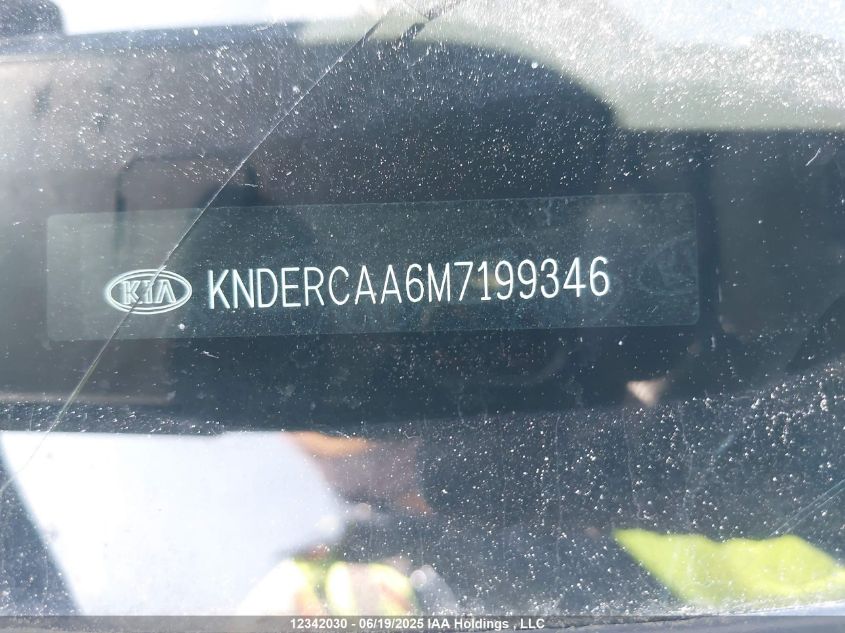 KIA KNDERCAA6M7199346
12342030 - 06/19/2025 IAA Holdings , LLC